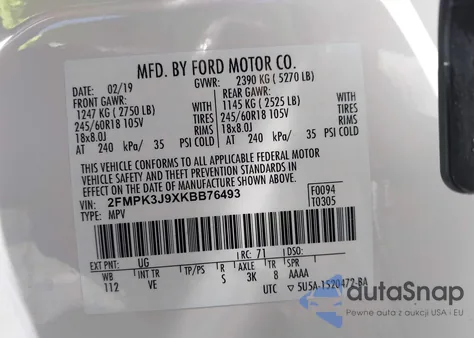 MFD. BY FORD MOTOR CO.
DATE: 02/19 GVWR: 2390 KG ( 5270 LB)
FRONT GAWR: REAR GAWR:
1247 KG ( 2750 LB) 1145 KG ( 2525 LB)
245/60R18 105V TIRES 245/60R18 105V TIRES
18x8.0J RIMS 18x8.0J RIMS
AT 240 kPa/ 35 PSI COLD AT 240 kPa/ 35 PSI COLD
THIS VEHICLE CONFORMS TO ALL APPLICABLE FEDERAL MOTOR
VEHICLE SAFETY AND THEFT PREVENTION STANDARDS IN
EFFECT ON THE DATE OF MANUFACTURE SHOWN ABOVE.
VIN: 2FMPK3J9XKBB76493 F0094
TYPE: MPV T0305
EXT PNT: UG RC: 71 DSO:
WB INT TR TP/PS R AXLE TR SPR
112 VE S 3K 8 AAAA
UTC 5U5A-1520472-BA
autoSnap
Pewne auta z aukcji USA - EU